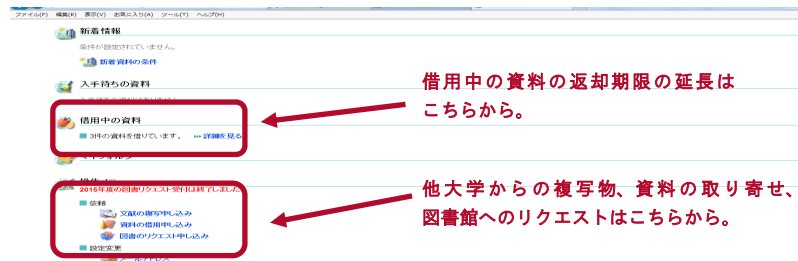 ファイル(F) 編集(E) 表示(V) お気に入り(A) ツール(T) ヘルプ(H)
新着情報
条件が設定されていません。
新着資料の条件
入手待ちの資料
借用中の資料の返却期限の延長は
こちらから。
借用中の資料
3件の資料を借りています。 詳細を見る
2015年度の図書リクエスト受付は終了しました
他大学からの複写物、資料の取り寄せ、
図書館へのリクエストはこちらから。
依頼
文献の複写申し込み
資料の借用申し込み
図書のリクエスト申し込み
設定変更
メールアドレス